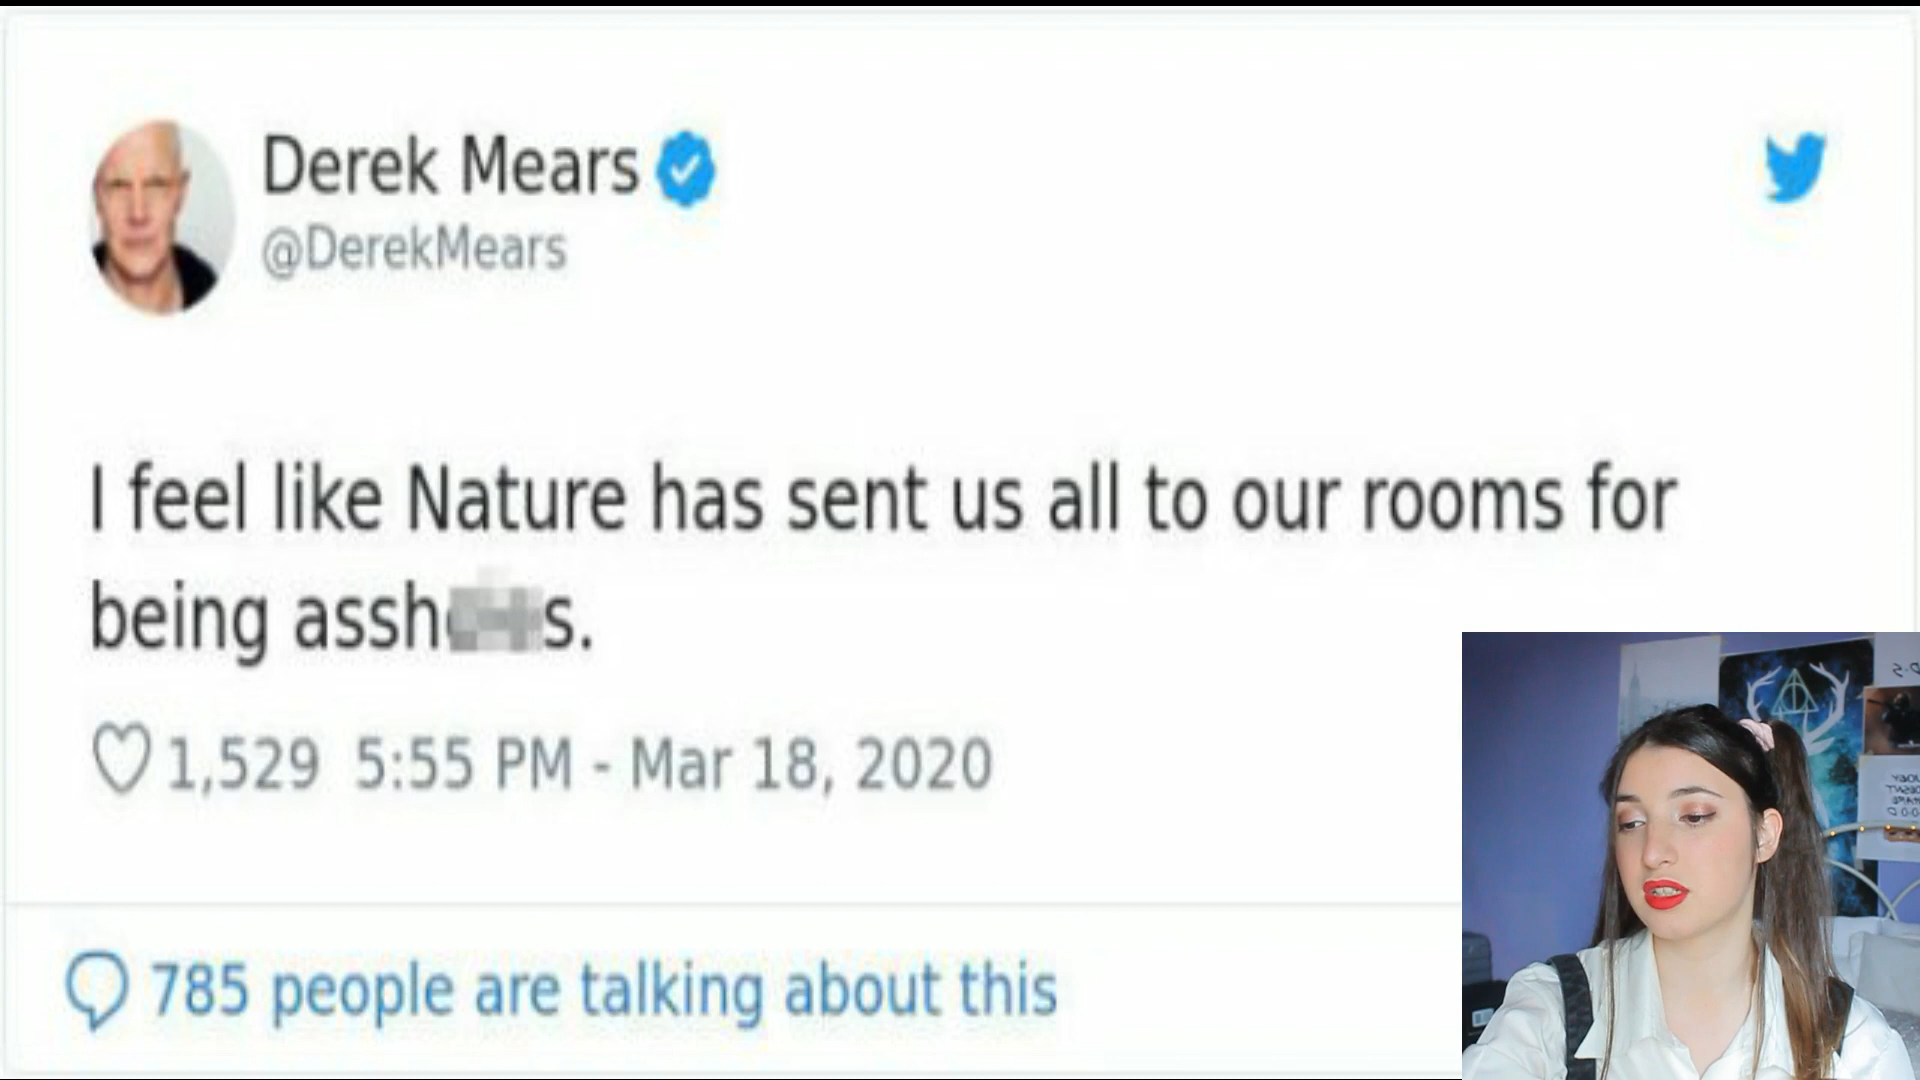 Derek Mears
@DerekMears
I feel like Nature has sent us all to our rooms for
being
1,529 5:55 PM - Mar 18, 2020
785 people are talking about this